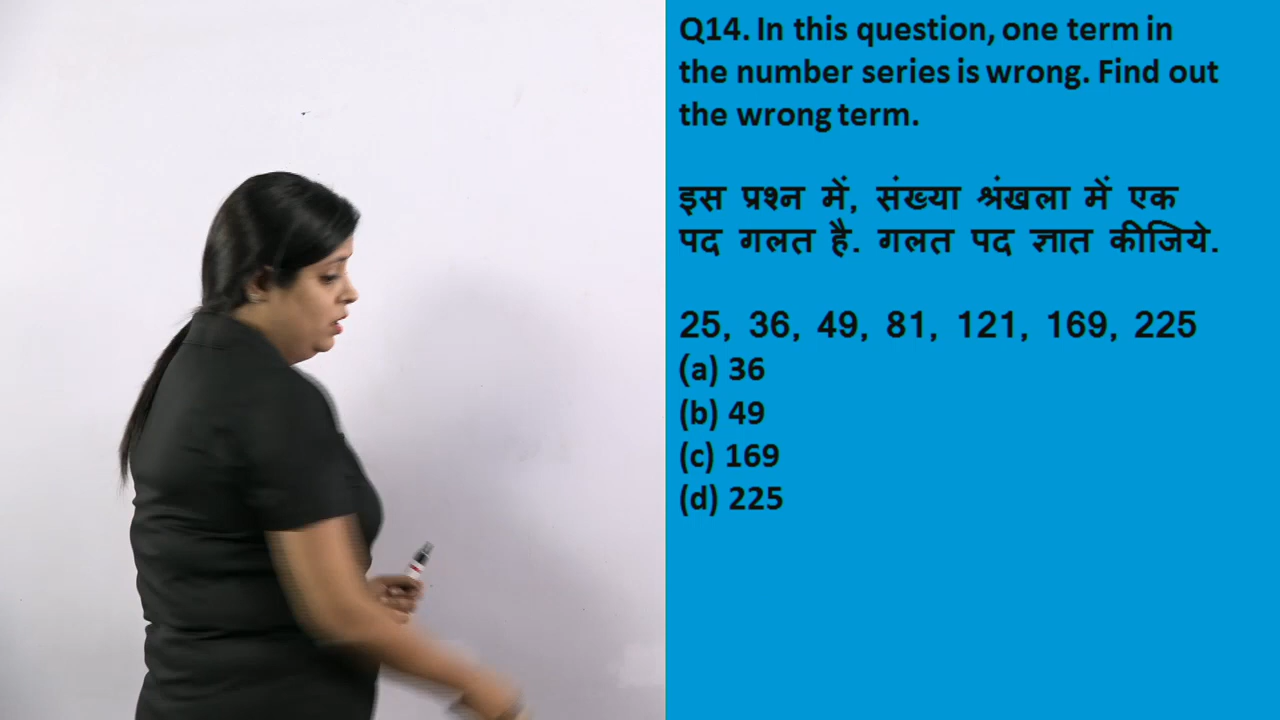 Q14. In this question, one term in
the number series is wrong. Find out
the wrong term.
इस प्रश्न में, संख्या श्रंखला में एक
पद गलत है. गलत पद ज्ञात कीजिये.
25, 36, 49, 81, 121, 169, 225
(a) 36
(b) 49
(c) 169
(d) 225